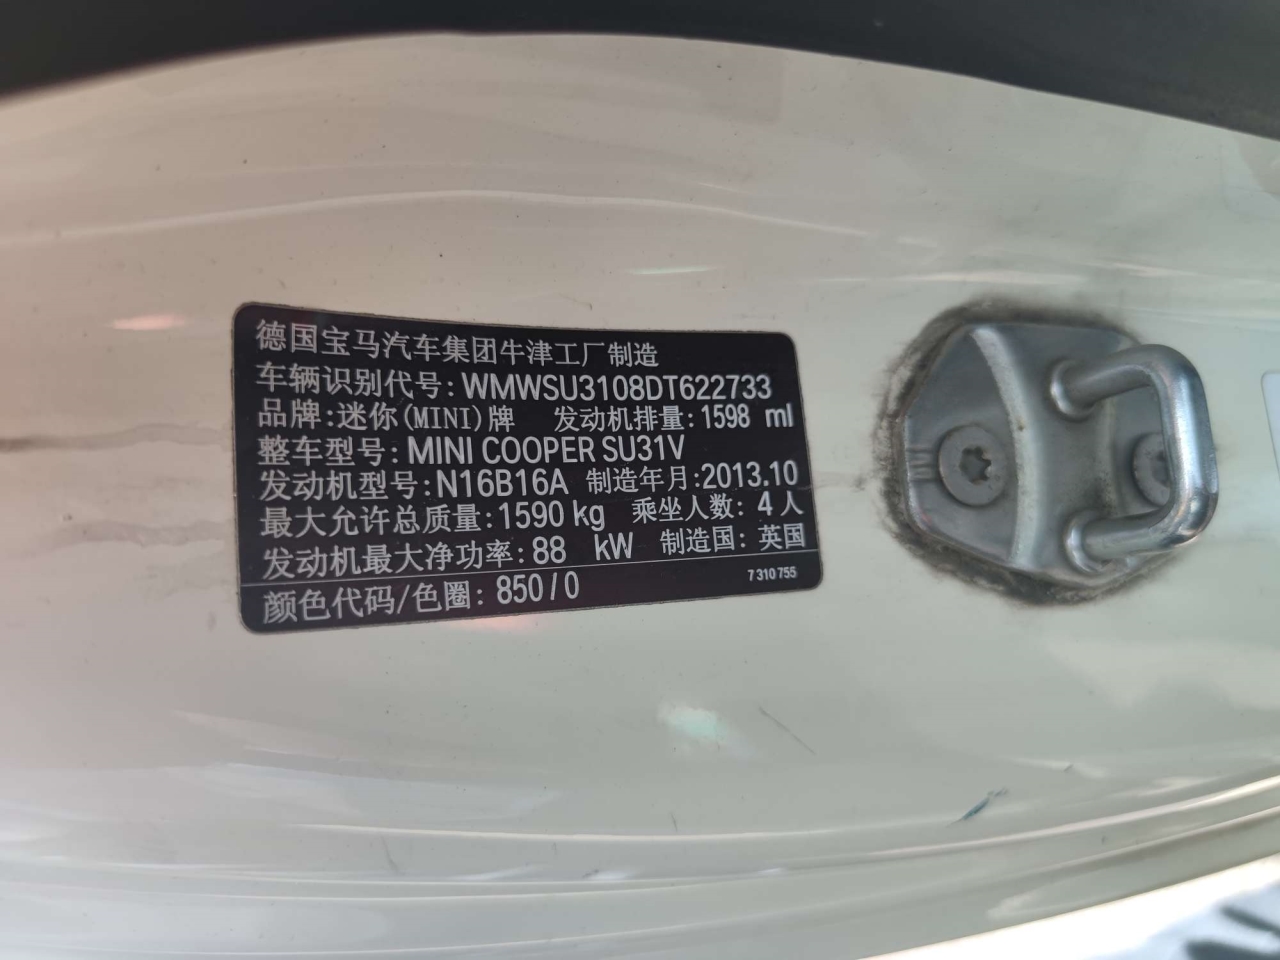 德国宝马汽车集团牛津工厂制造
车辆识别代号: WMWSU3108DT622733
品牌:迷你(MINI)牌 发动机排量: 1598 ml
整车型号: MINI COOPER SU31V
发动机型号: N16B16A 制造年月: 2013.10
最大允许总质量: 1590 kg 乘坐人数: 4 人
发动机最大净功率: 88 kW 制造国: 英国
颜色代码/色圈: 850/0 7 310 755